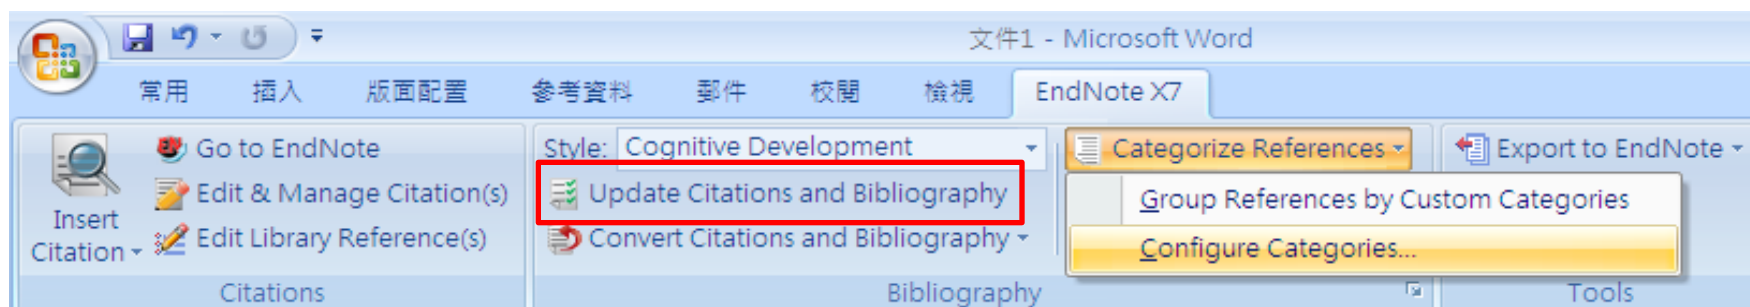 文件1 - Microsoft Word
常用 插入 版面配置 參考資料 郵件 校閱 檢視 EndNote X7
Insert Citation
Go to EndNote
Edit & Manage Citation(s)
Edit Library Reference(s)
Citations
Style: Cognitive Development
Update Citations and Bibliography
Convert Citations and Bibliography
Bibliography
Categorize References
Group References by Custom Categories
Configure Categories...
Export to EndNote
Tools